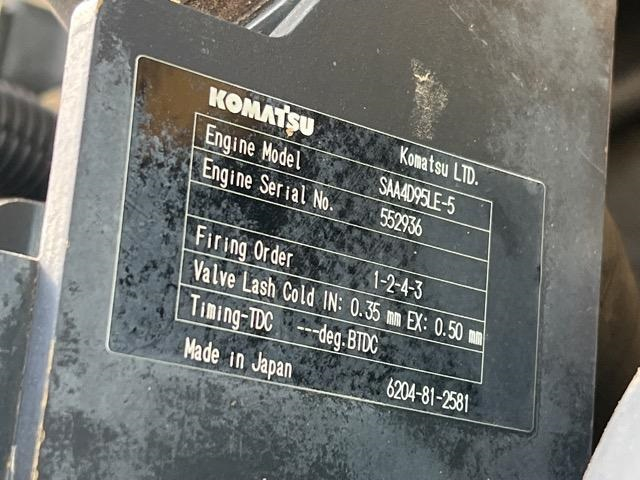 KOMATSU
Komatsu LTD.
Engine Model SAA4D95LE-5
Engine Serial No. 552936
Firing Order 1-2-4-3
Valve Lash Cold IN: 0.35 mm EX: 0.50 mm
Timing-TDC ---deg.BTDC
Made in Japan 6204-81-2581